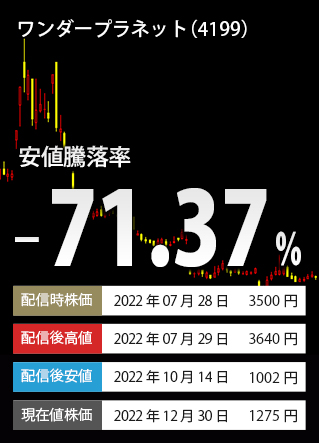 ワンダープラネット（4199）
安値騰落率
-71.37%
配信時株価 2022年07月28日 3500円
配信後高値 2022年07月29日 3640円
配信後安値 2022年10月14日 1002円
現在値株価 2022年12月30日 1275円